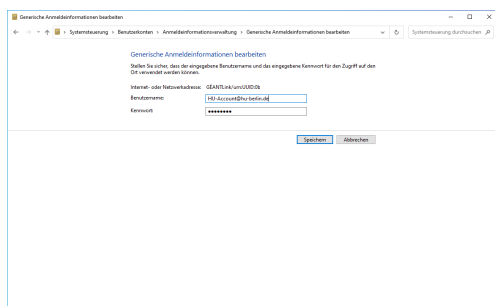 Generische Anmeldeinformationen bearbeiten
Systemsteuerung > Benutzerkonten > Anmeldeinformationsverwaltung > Generische Anmeldeinformationen bearbeiten
Systemsteuerung durchsuchen
Generische Anmeldeinformationen bearbeiten
Stellen Sie sicher, dass der eingegebene Benutzername und das eingegebene Kennwort für den Zugriff auf den
Ort verwendet werden können.
Internet- oder Netzwerkadresse: GEANTLink/urn:UUID:0b
Benutzername: HU-Account@hu-berlin.de
Kennwort: ••••••••
Speichern Abbrechen